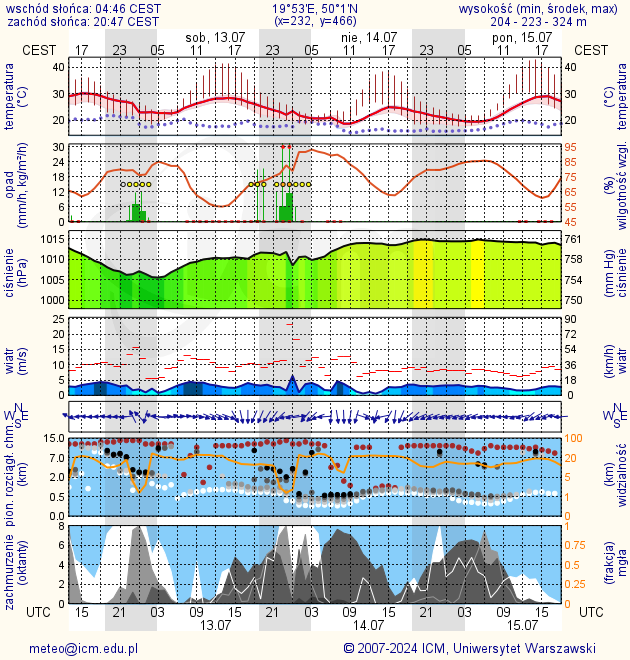 wschód słońca: 04:46 CEST 19°53'E, 50°1'N wysokość (min, środek, max)
zachód słońca: 20:47 CEST (x=232, y=466) 204 - 223 - 324 m
sob, 13.07 nie, 14.07 pon, 15.07
CEST 17 23 05 11 17 23 05 11 17 23 05 11 17 CEST
temperatura
(°C)
40
30
20
40
30
20
(°C)
temperatura
opad
(mm/h, kg/m²/h)
30
24
18
12
6
0
95
85
75
65
55
45
(%)
wilgotność wzgl.
ciśnienie
(hPa)
1015
1010
1005
1000
761
758
754
750
(mm Hg)
ciśnienie
wiatr
(m/s)
25
20
15
10
5
0
90
72
54
36
18
0
(km/h)
wiatr
N
W E
S
N
W E
S
pion. rozciągł. chm.
(km)
15.0
7.0
2.0
0.5
0.0
100
20
5
1
0
(km)
widzialność
zachmurzenie
(oktanty)
8
6
4
2
0
1
0.75
0.5
0.25
0
(frakcja)
mgła
UTC 15 21 03 09 15 21 03 09 15 21 03 09 15 UTC
13.07 14.07 15.07
meteo@icm.edu.pl © 2007-2024 ICM, Uniwersytet Warszawski